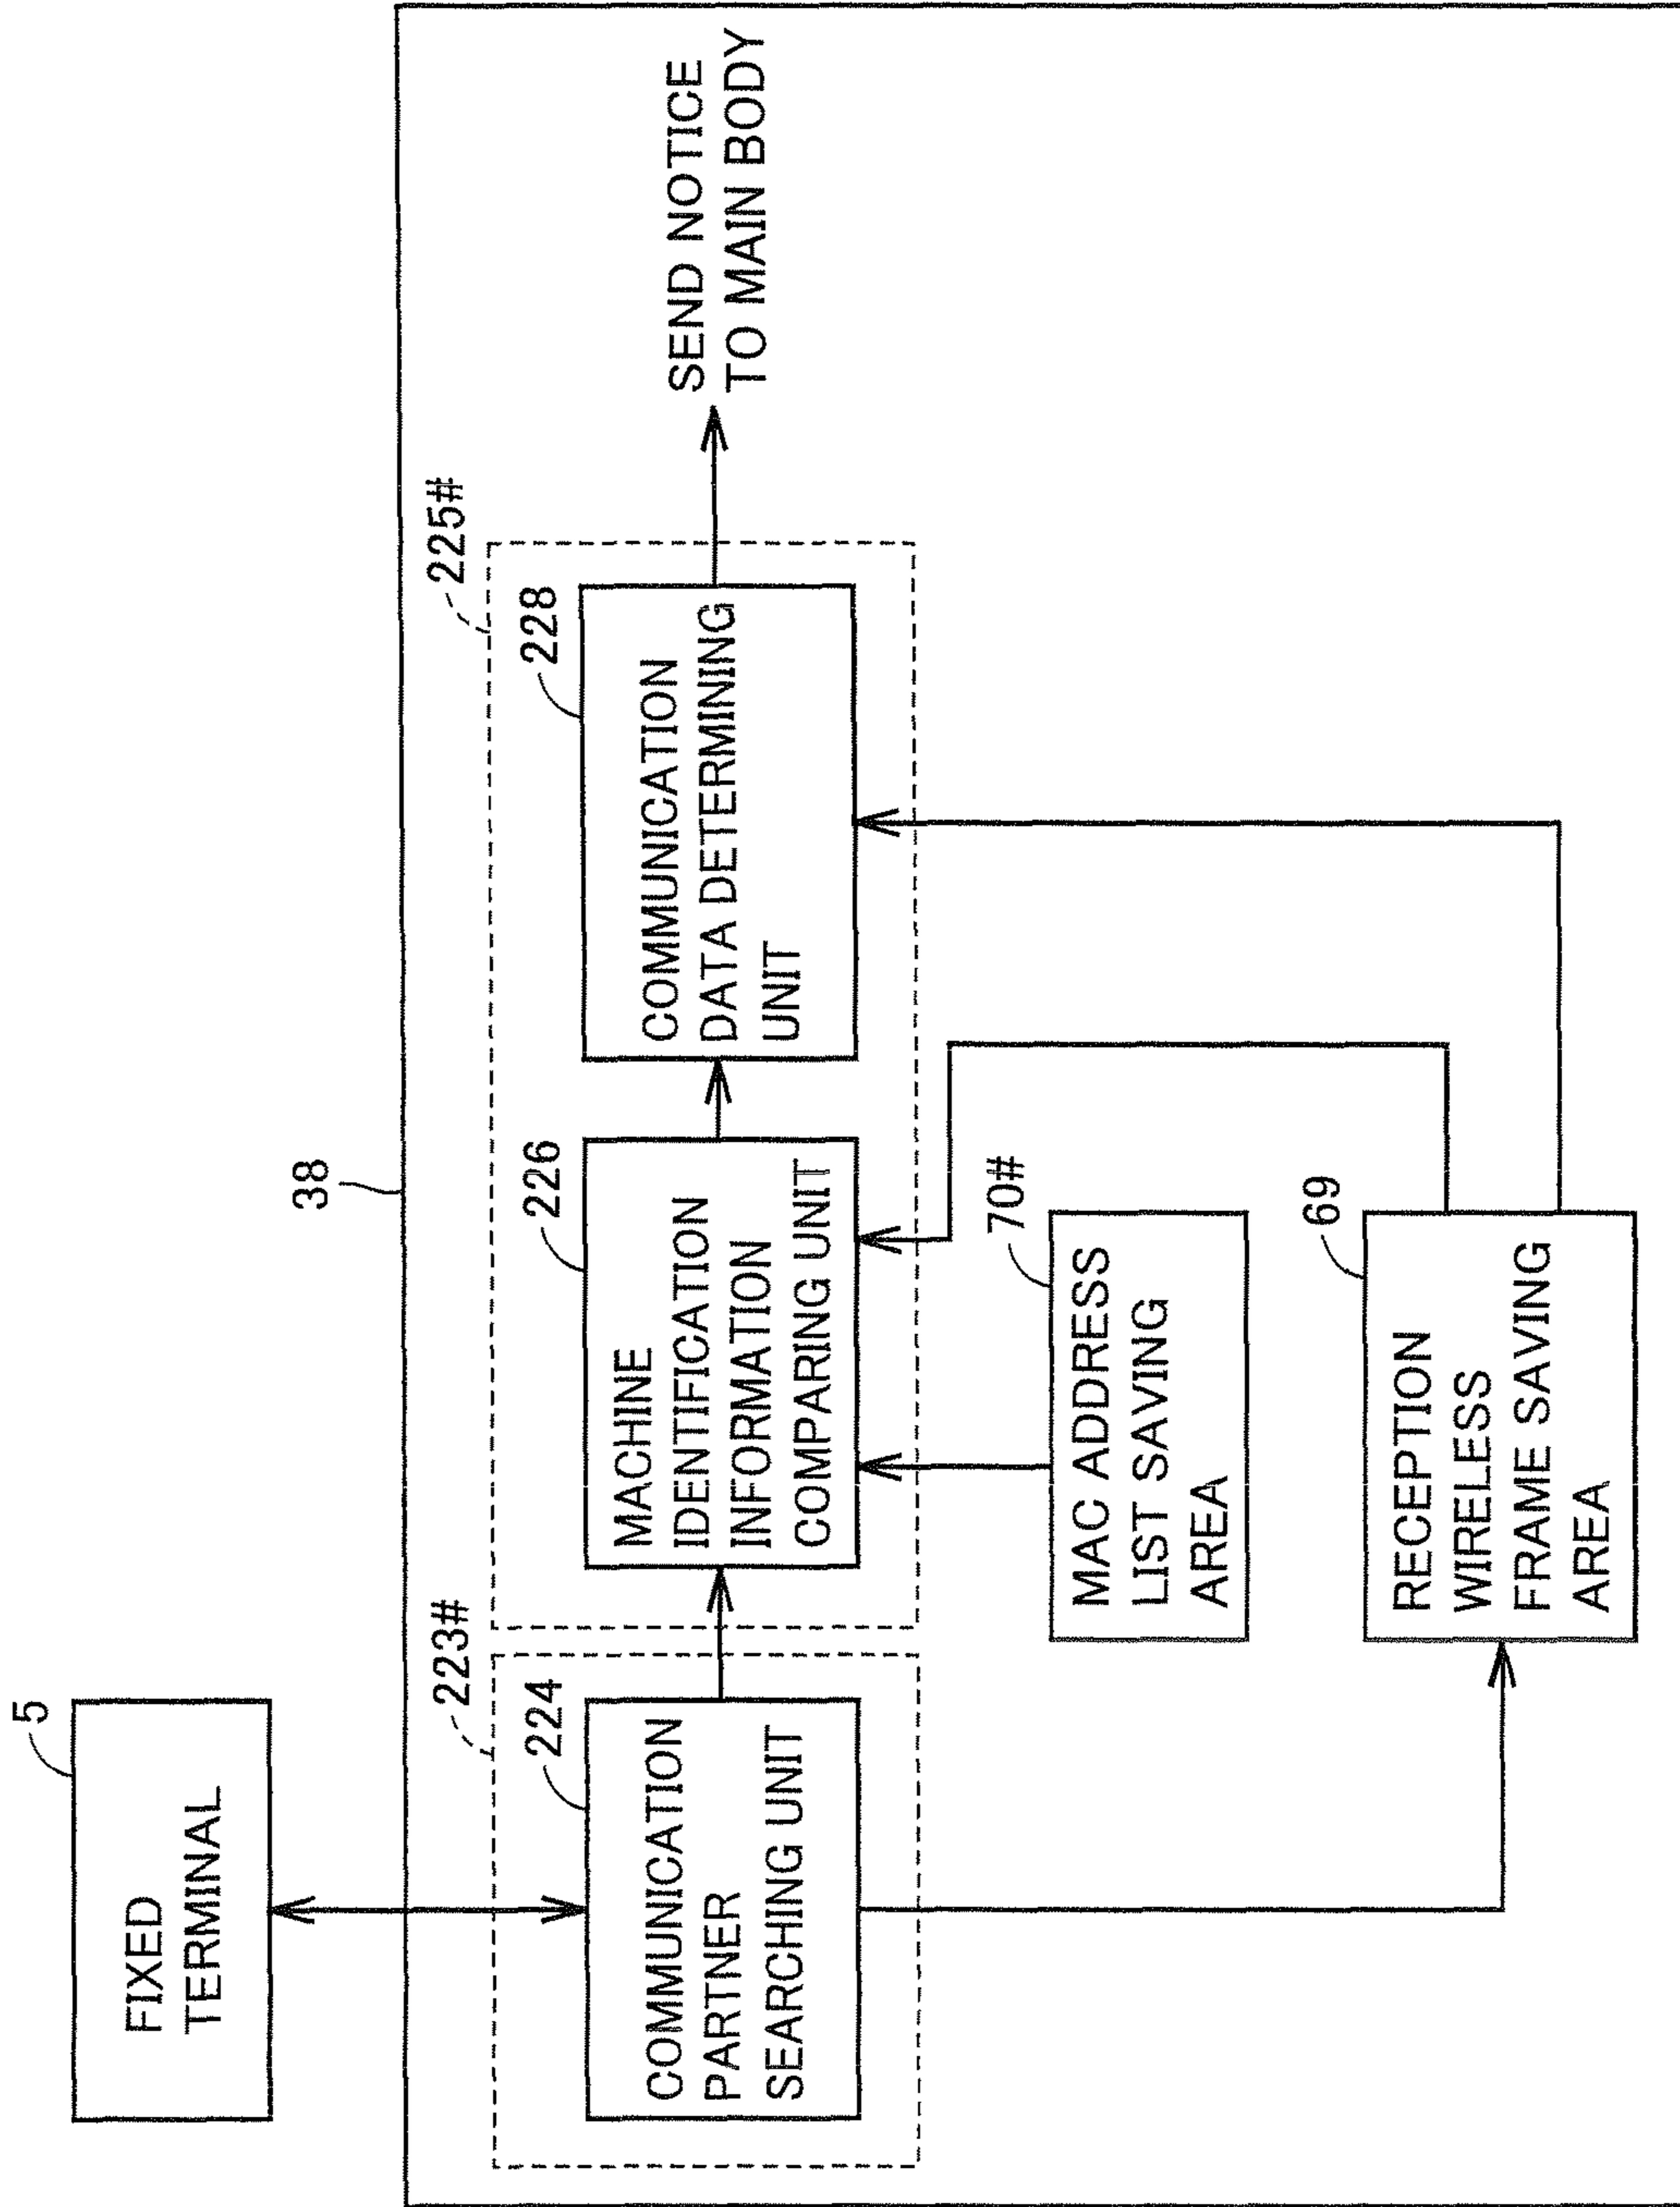 5
FIXED
TERMINAL
38
223#
224
COMMUNICATION
PARTNER
SEARCHING UNIT
225#
226
MACHINE
IDENTIFICATION
INFORMATION
COMPARING UNIT
228
COMMUNICATION
DATA DETERMINING
UNIT
SEND NOTICE
TO MAIN BODY
70#
MAC ADDRESS
LIST SAVING
AREA
69
RECEPTION
WIRELESS
FRAME SAVING
AREA